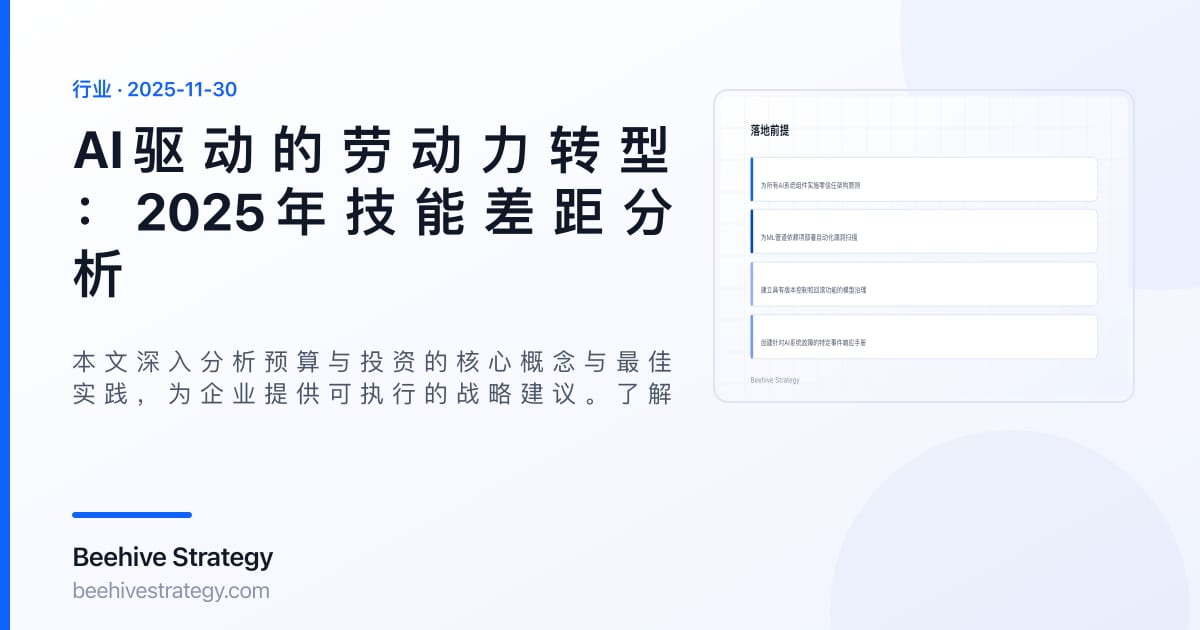 行业 · 2025-11-30
AI驱动的劳动力转型
：2025年技能差距分
析
本文深入分析预算与投资的核心概念与最佳
实践，为企业提供可执行的战略建议。了解
Beehive Strategy
beehivestrategy.com
落地前提
为所有AI系统组件实施零信任架构原则
为ML管道依赖项部署自动化漏洞扫描
建立具有版本控制和回滚功能的模型治理
创建针对AI系统故障的特定事件响应手册
Beehive Strategy